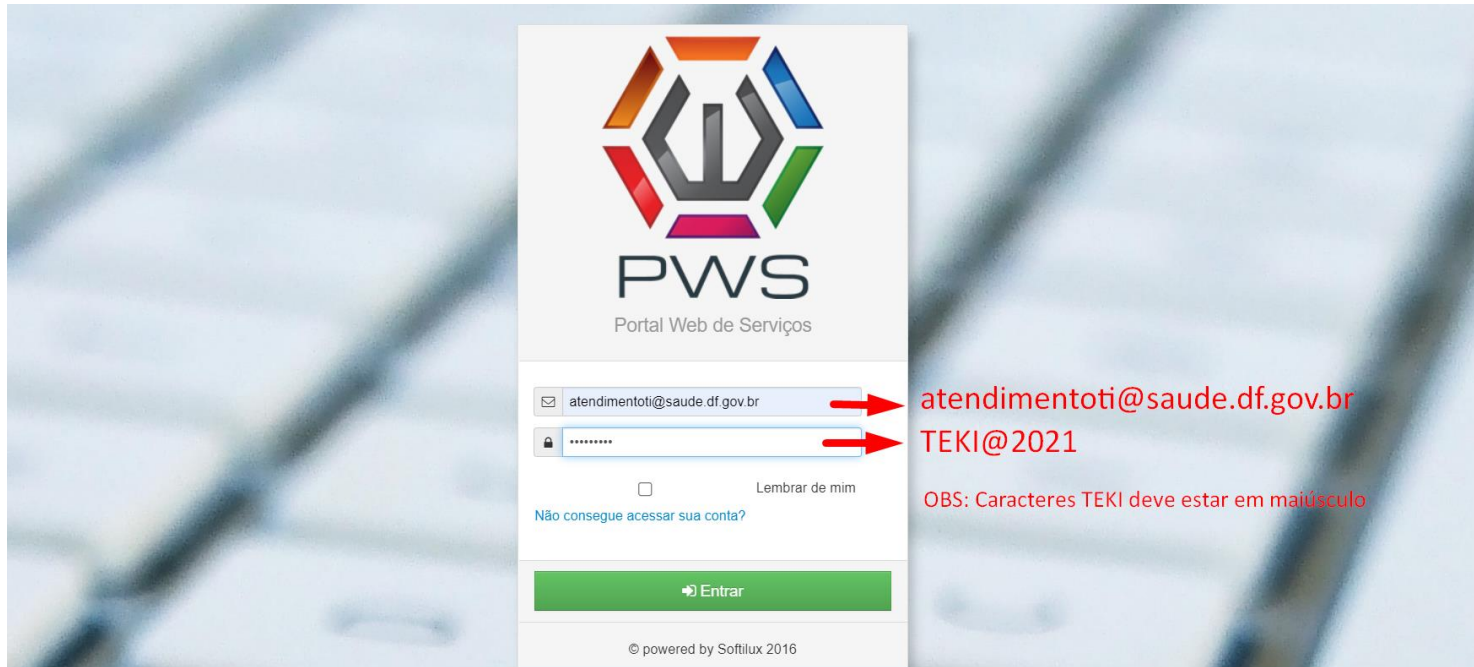 PWS
Portal Web de Serviços
atendimentoti@saude.df.gov.br
atendimentoti@saude.df.gov.br
•••••••••
TEKI@2021
Lembrar de mim
OBS: Caracteres TEKI deve estar em maiúsculo
Não consegue acessar sua conta?
Entrar
© powered by Softilux 2016